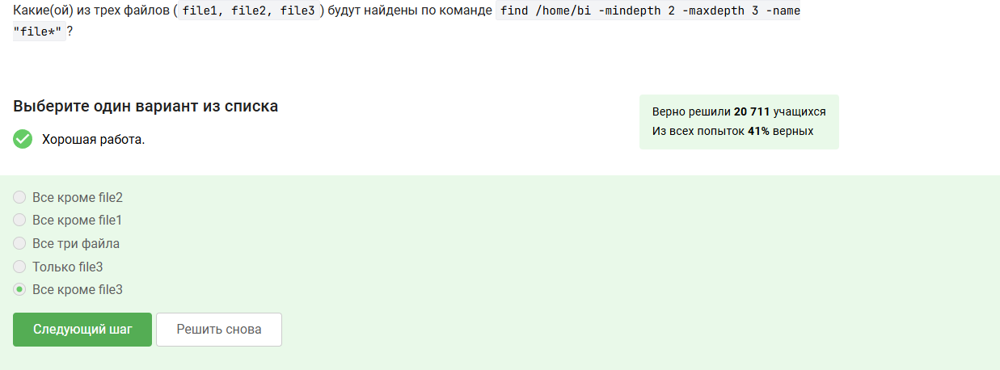 Какие(ой) из трех файлов ( file1, file2, file3 ) будут найдены по команде find /home/bi -mindepth 2 -maxdepth 3 -name
"file*" ?
Выберите один вариант из списка
Верно решили 20 711 учащихся
Из всех попыток 41% верных
Хорошая работа.
Все кроме file2
Все кроме file1
Все три файла
Только file3
Все кроме file3
Следующий шаг
Решить снова